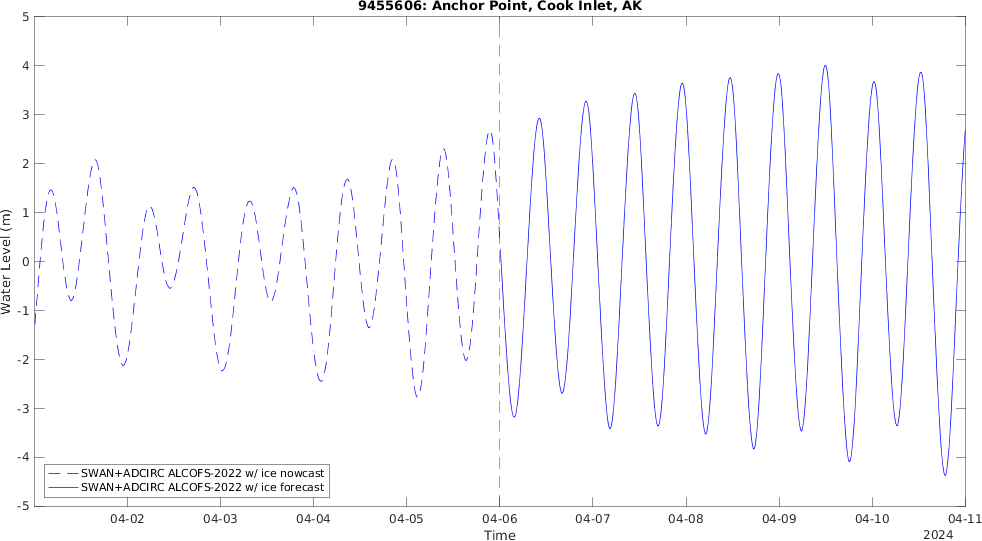 9455606: Anchor Point, Cook Inlet, AK
5
4
3
2
1
0
-1
-2
-3
-4
-5
Water Level (m)
SWAN+ADCIRC ALCOFS-2022 w/ ice nowcast
SWAN+ADCIRC ALCOFS-2022 w/ ice forecast
04-02 04-03 04-04 04-05 04-06 04-07 04-08 04-09 04-10 04-11
Time
2024